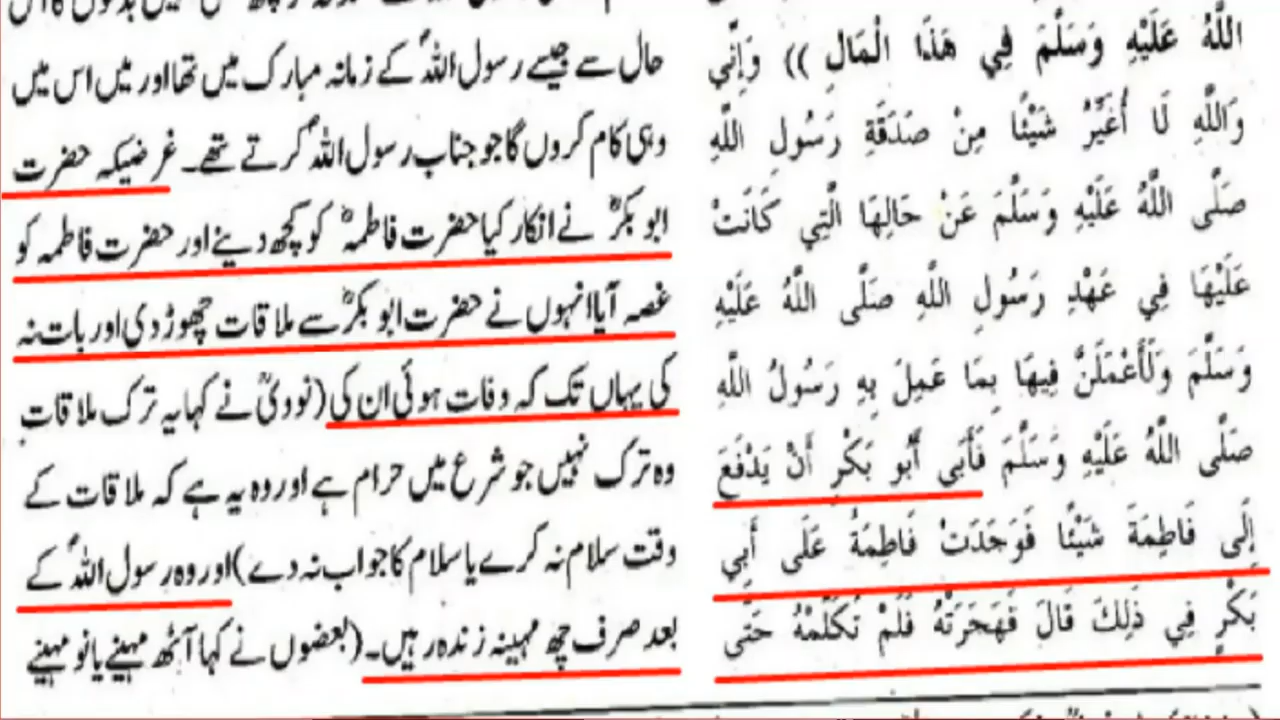 اللَّهُ عَلَيْهِ وَسَلَّمَ فِي هَذَا الْمَالِ )) وَإِنِّي
وَاللَّهِ لَا أُغَيِّرُ شَيْئًا مِنْ صَدَقَةِ رَسُولِ اللَّهِ
صَلَّى اللَّهُ عَلَيْهِ وَسَلَّمَ عَنْ حَالِهَا الَّتِي كَانَتْ
عَلَيْهَا فِي عَهْدِ رَسُولِ اللَّهِ صَلَّى اللَّهُ عَلَيْهِ
وَسَلَّمَ وَلَأَعْمَلَنَّ فِيهَا بِمَا عَمِلَ بِهِ رَسُولُ اللَّهِ
صَلَّى اللَّهُ عَلَيْهِ وَسَلَّمَ فَأَبَى أَبُو بَكْرٍ أَنْ يَدْفَعَ
إِلَى فَاطِمَةَ شَيْئًا فَوَجَدَتْ فَاطِمَةُ عَلَى أَبِي
بَكْرٍ فِي ذَلِكَ قَالَ فَهَجَرَتْهُ فَلَمْ تُكَلِّمْهُ حَتَّى
حال سے جیسے رسول اللہؐ کے زمانہ مبارک میں تھا اور میں اس میں
وہی کام کروں گا جو جناب رسول اللہؐ کرتے تھے۔ غرضیکہ حضرت
ابو بکرؓ نے انکار کیا حضرت فاطمہؓ کو کچھ دینے اور حضرت فاطمہ کو
غصہ آیا انہوں نے حضرت ابو بکرؓ سے ملاقات چھوڑ دی اور بات نہ
کی یہاں تک کہ وفات ہوئی ان کی (نوویؒ نے کہا یہ ترک ملاقات
وہ ترک نہیں جو شرع میں حرام ہے اور وہ یہ ہے کہ ملاقات کے
وقت سلام نہ کرے یا سلام کا جواب نہ دے) اور وہ رسول اللہؐ کے
بعد صرف چھ مہینہ زندہ رہیں۔ (بعضوں نے کہا آٹھ مہینے یا نو مہینے